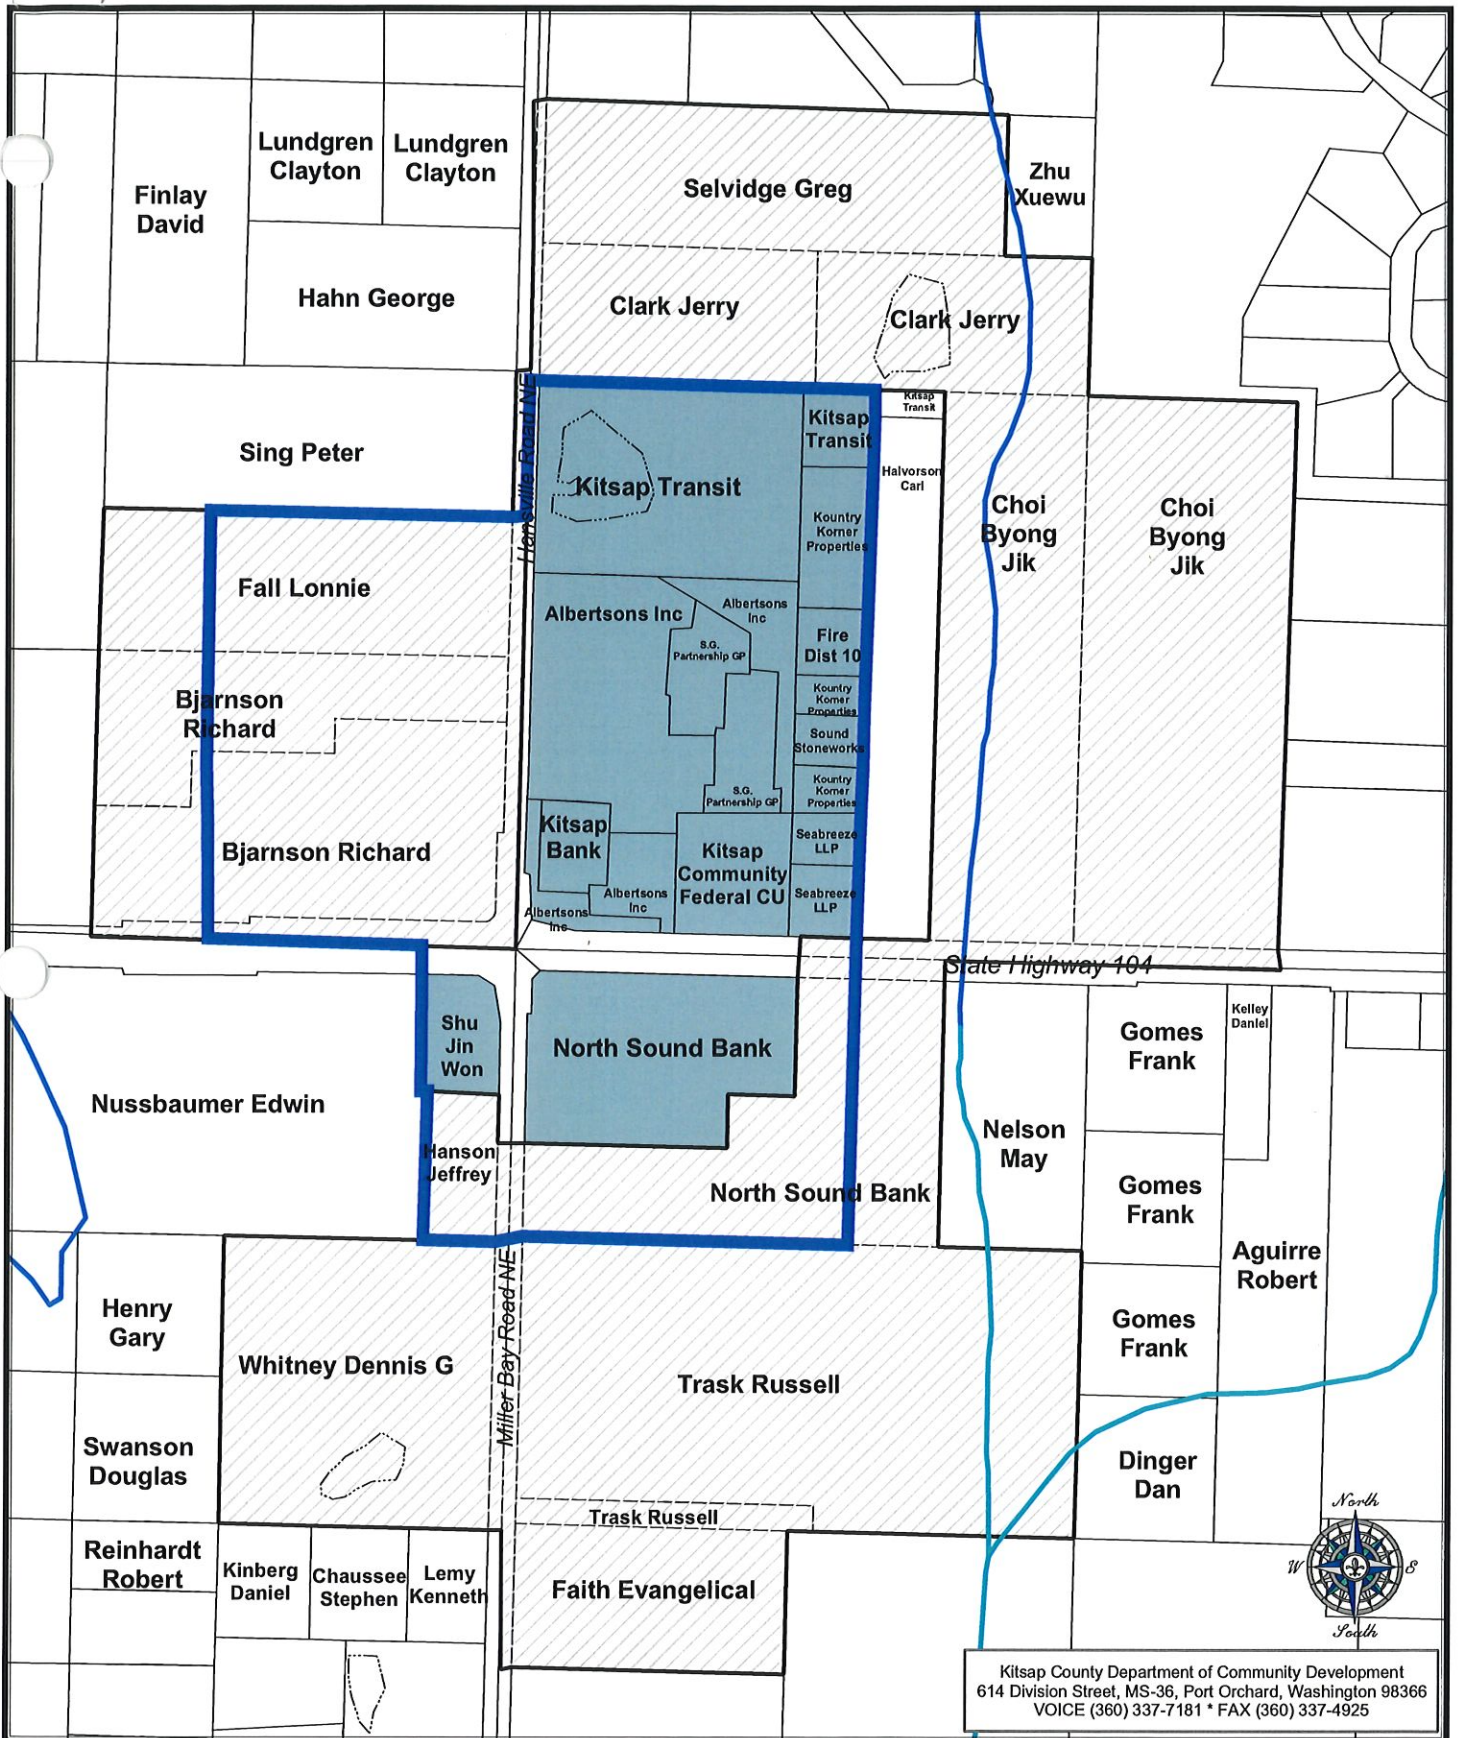 Lundgren
Clayton
Lundgren
Clayton
Finlay
David
Selvidge Greg
Zhu
Xuewu
Hahn George
Clark Jerry
Clark Jerry
Sing Peter
Hansville Road NE
Kitsap Transit
Kitsap
Transit
Kitsap
Transit
Halvorson
Carl
Kountry
Korner
Properties
Choi
Byong
Jik
Choi
Byong
Jik
Fall Lonnie
Albertsons Inc
Albertsons
Inc
S.G.
Partnership GP
Fire
Dist 10
Bjarnson
Richard
Kountry
Korner
Properties
Sound
Stoneworks
S.G.
Partnership GP
Kountry
Korner
Properties
Bjarnson Richard
Kitsap
Bank
Kitsap
Community
Federal CU
Seabreeze
LLP
Albertsons
Inc
Seabreeze
LLP
Albertsons
Inc
State Highway 104
Shu
Jin
Won
North Sound Bank
Gomes
Frank
Kelley
Daniel
Nussbaumer Edwin
Hanson
Jeffrey
Nelson
May
North Sound Bank
Gomes
Frank
Aguirre
Robert
Henry
Gary
Whitney Dennis G
Miller Bay Road NE
Trask Russell
Gomes
Frank
Swanson
Douglas
Dinger
Dan
Trask Russell
Reinhardt
Robert
Kinberg
Daniel
Chaussee
Stephen
Lemy
Kenneth
Faith Evangelical
North
W
E
South
Kitsap County Department of Community Development
614 Division Street, MS-36, Port Orchard, Washington 98366
VOICE (360) 337-7181 * FAX (360) 337-4925